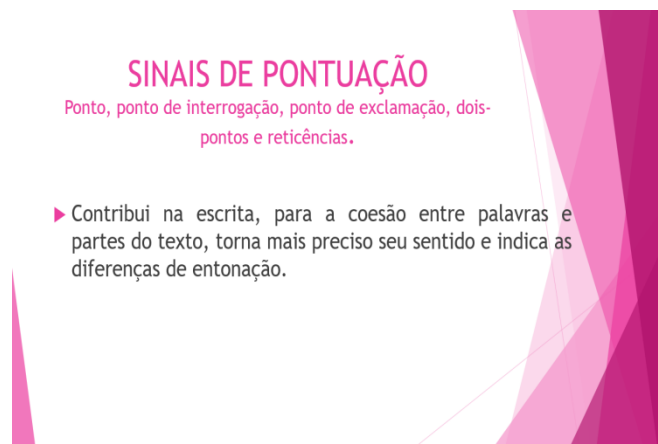 SINAIS DE PONTUAÇÃO
Ponto, ponto de interrogação, ponto de exclamação, dois-
pontos e reticências.
Contribui na escrita, para a coesão entre palavras e
partes do texto, torna mais preciso seu sentido e indica as
diferenças de entonação.